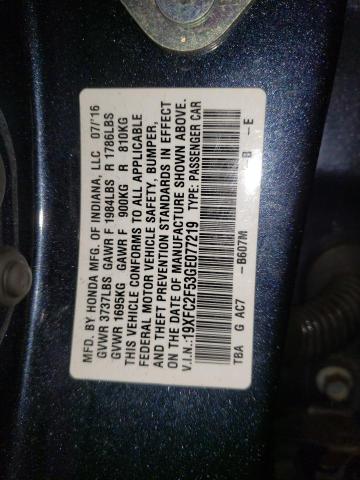 MFD. BY HONDA MFG. OF INDIANA, LLC 07/'16
GVWR 3737LBS GAWR F 1984LBS R 1786LBS
GVWR 1695KG GAWR F 900KG R 810KG
THIS VEHICLE CONFORMS TO ALL APPLICABLE
FEDERAL MOTOR VEHICLE SAFETY, BUMPER,
AND THEFT PREVENTION STANDARDS IN EFFECT
ON THE DATE OF MANUFACTURE SHOWN ABOVE.
V.I.N.:19XFC2F53GE077219 TYPE: PASSENGER CAR
TBA G AC7 -B607M -B -E